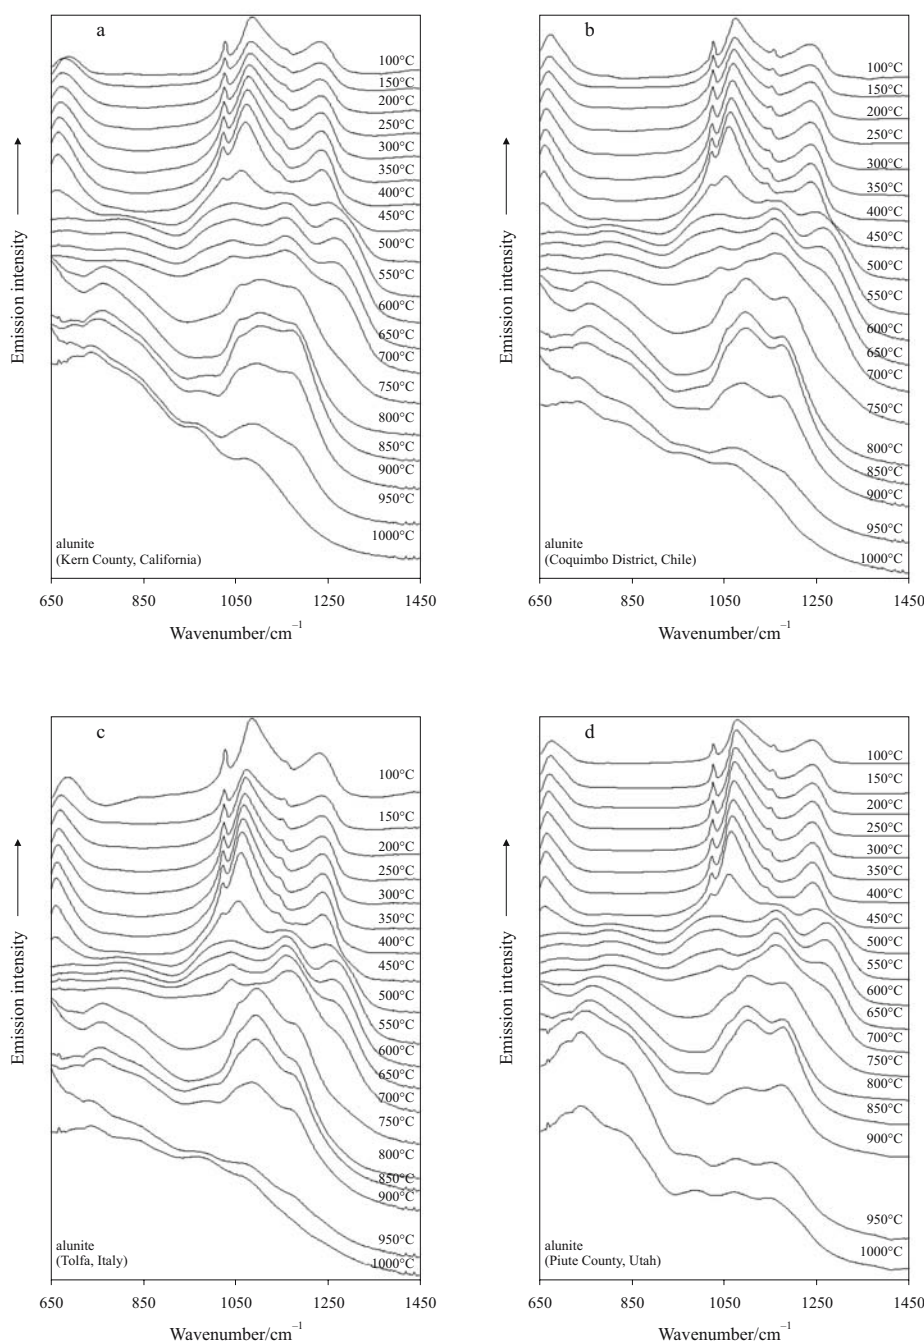 a
100°C
150°C
200°C
250°C
300°C
350°C
400°C
450°C
500°C
550°C
600°C
650°C
700°C
750°C
800°C
850°C
900°C
950°C
1000°C
Emission intensity
alunite
(Kern County, California)
650 850 1050 1250 1450
Wavenumber/cm–1
b
100°C
150°C
200°C
250°C
300°C
350°C
400°C
450°C
500°C
550°C
600°C
650°C
700°C
750°C
800°C
850°C
900°C
950°C
1000°C
Emission intensity
alunite
(Coquimbo District, Chile)
650 850 1050 1250 1450
Wavenumber/cm–1
c
100°C
150°C
200°C
250°C
300°C
350°C
400°C
450°C
500°C
550°C
600°C
650°C
700°C
750°C
800°C
850°C
900°C
950°C
1000°C
Emission intensity
alunite
(Tolfa, Italy)
650 850 1050 1250 1450
Wavenumber/cm–1
d
100°C
150°C
200°C
250°C
300°C
350°C
400°C
450°C
500°C
550°C
600°C
650°C
700°C
750°C
800°C
850°C
900°C
950°C
1000°C
Emission intensity
alunite
(Piute County, Utah)
650 850 1050 1250 1450
Wavenumber/cm–1